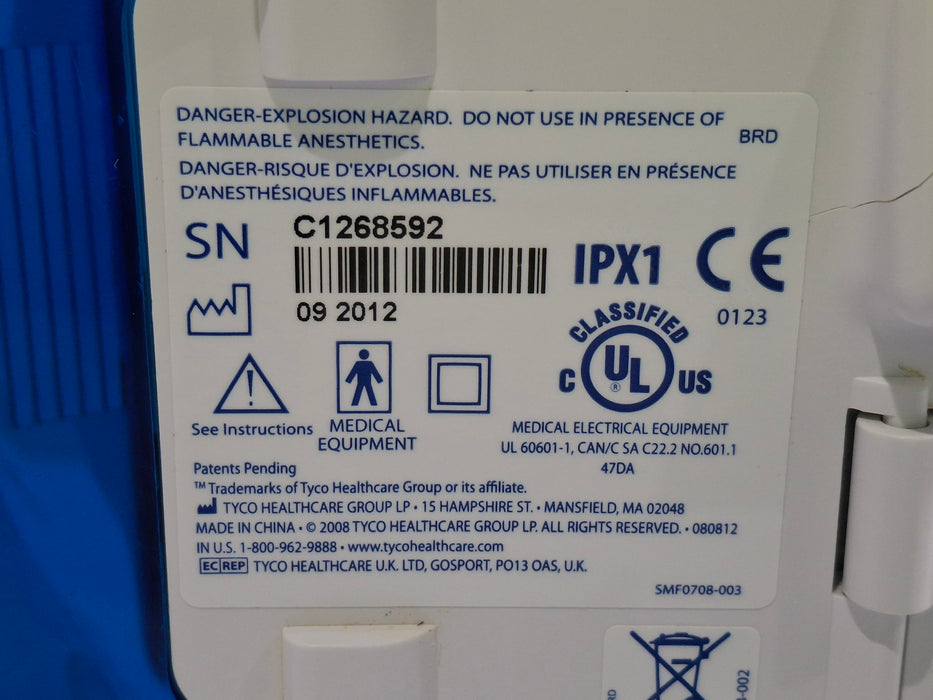 DANGER-EXPLOSION HAZARD. DO NOT USE IN PRESENCE OF
FLAMMABLE ANESTHETICS.
BRD
DANGER-RISQUE D'EXPLOSION. NE PAS UTILISER EN PRÉSENCE
D'ANESTHÉSIQUES INFLAMMABLES.
SN
C1268592
IPX1
CE
0123
09 2012
CLASSIFIED
C UL US
®
See Instructions
MEDICAL
EQUIPMENT
MEDICAL ELECTRICAL EQUIPMENT
UL 60601-1, CAN/C SA C22.2 NO.601.1
47DA
Patents Pending
™ Trademarks of Tyco Healthcare Group or its affiliate.
TYCO HEALTHCARE GROUP LP • 15 HAMPSHIRE ST. • MANSFIELD, MA 02048
MADE IN CHINA • © 2008 TYCO HEALTHCARE GROUP LP. ALL RIGHTS RESERVED. • 080812
IN U.S. 1-800-962-9888 • www.tycohealthcare.com
EC REP TYCO HEALTHCARE U.K. LTD, GOSPORT, PO13 OAS, U.K.
SMF0708-003